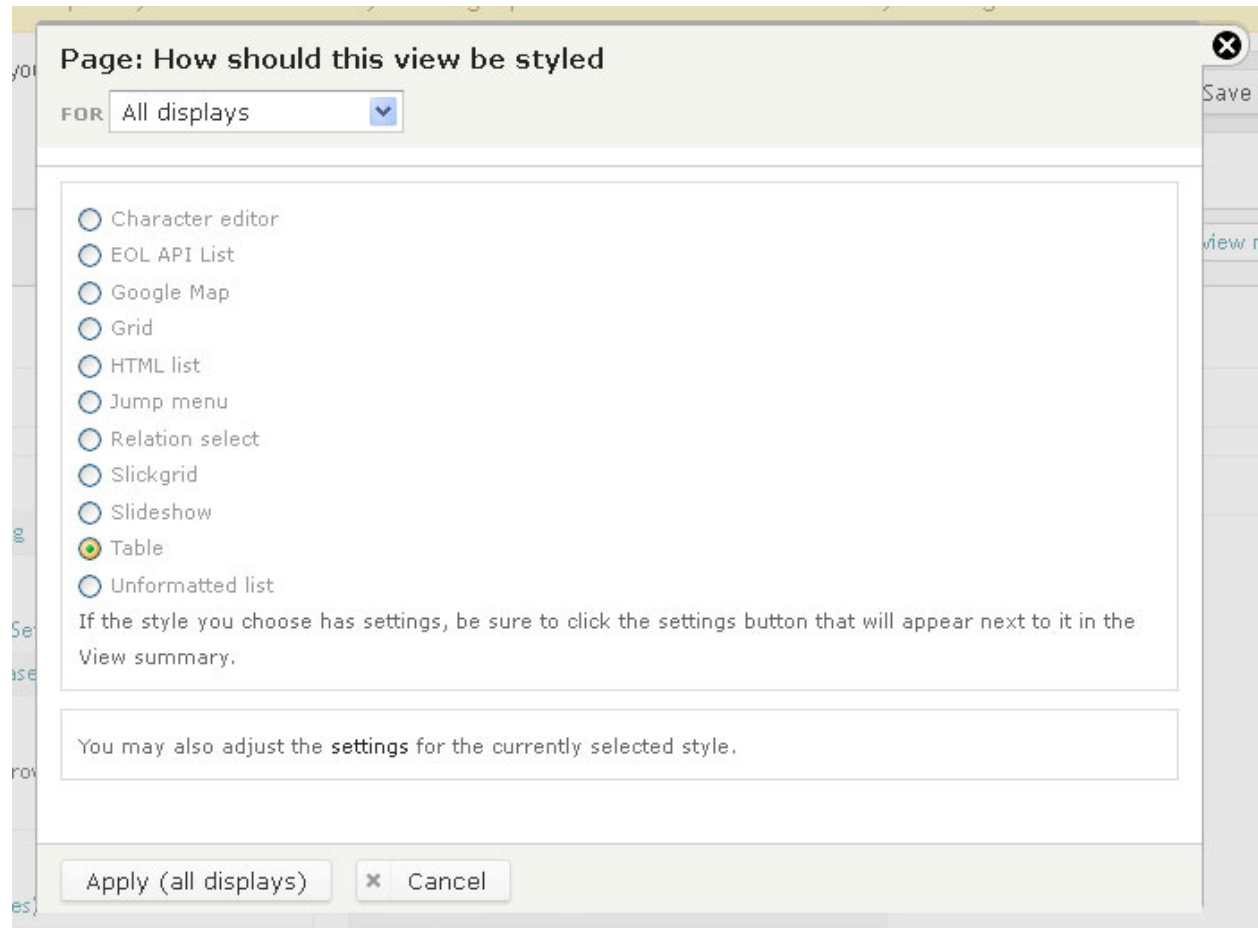 Page: How should this view be styled
Save
FOR All displays
view
Character editor
EOL API List
Google Map
Grid
HTML list
Jump menu
Relation select
Slickgrid
Slideshow
Table
Unformatted list
If the style you choose has settings, be sure to click the settings button that will appear next to it in the
View summary.
You may also adjust the settings for the currently selected style.
Apply (all displays)
Cancel